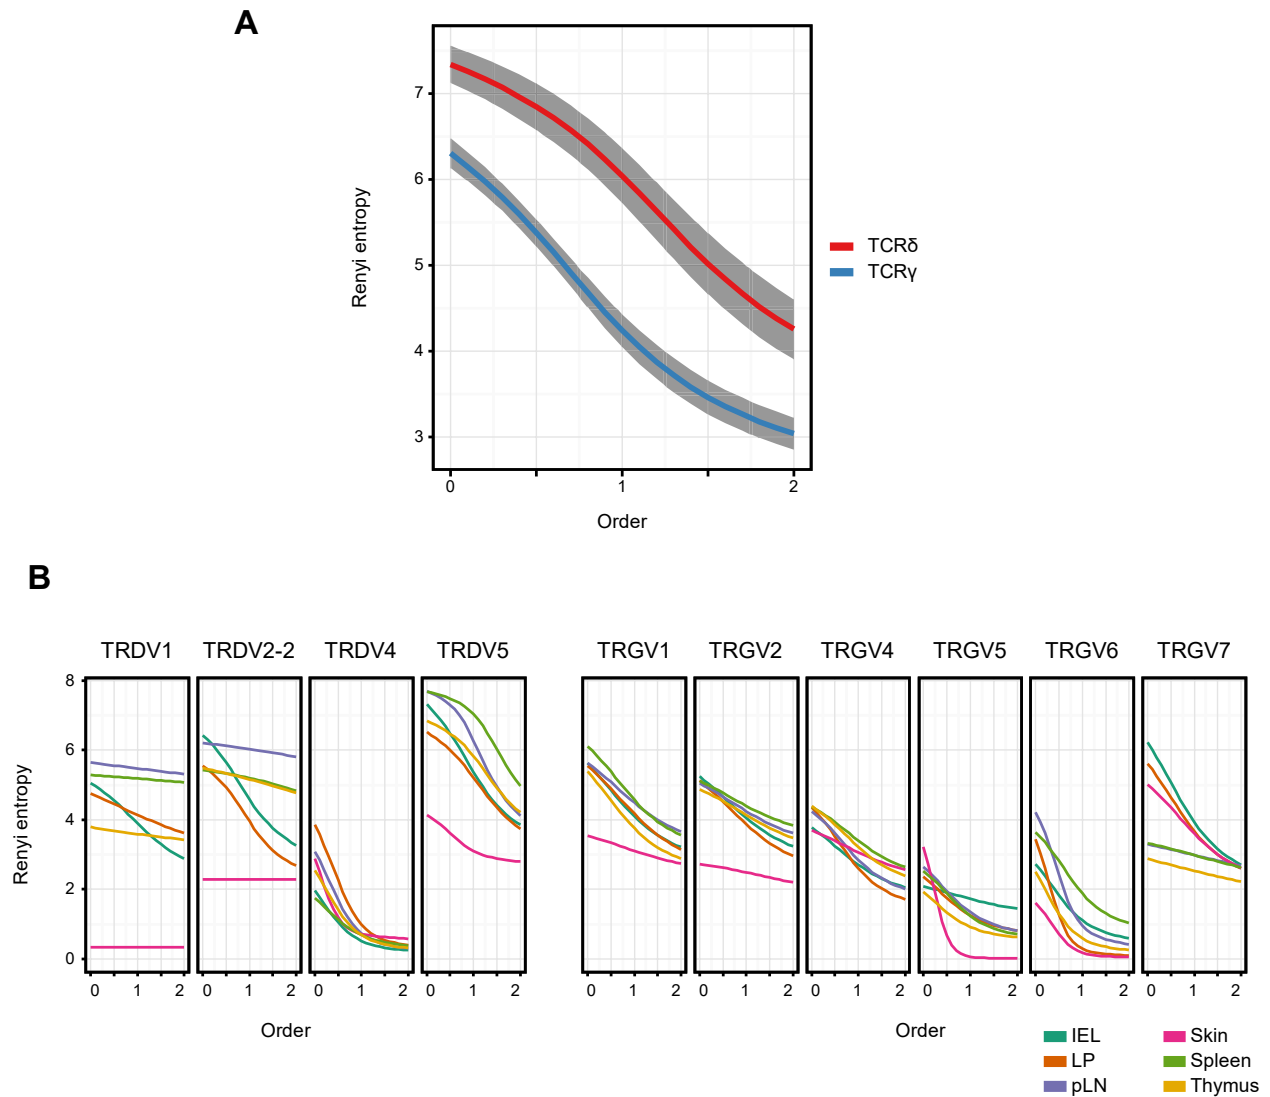 A
7
6
5
4
3
Renyi entropy
0 1 2
Order
TCRδ
TCRγ
B
TRDV1 TRDV2-2 TRDV4 TRDV5 TRGV1 TRGV2 TRGV4 TRGV5 TRGV6 TRGV7
8
6
4
2
0
Renyi entropy
0 1 2 0 1 2 0 1 2 0 1 2 0 1 2 0 1 2 0 1 2 0 1 2 0 1 2 0 1 2
Order Order
IEL Skin
LP Spleen
pLN Thymus